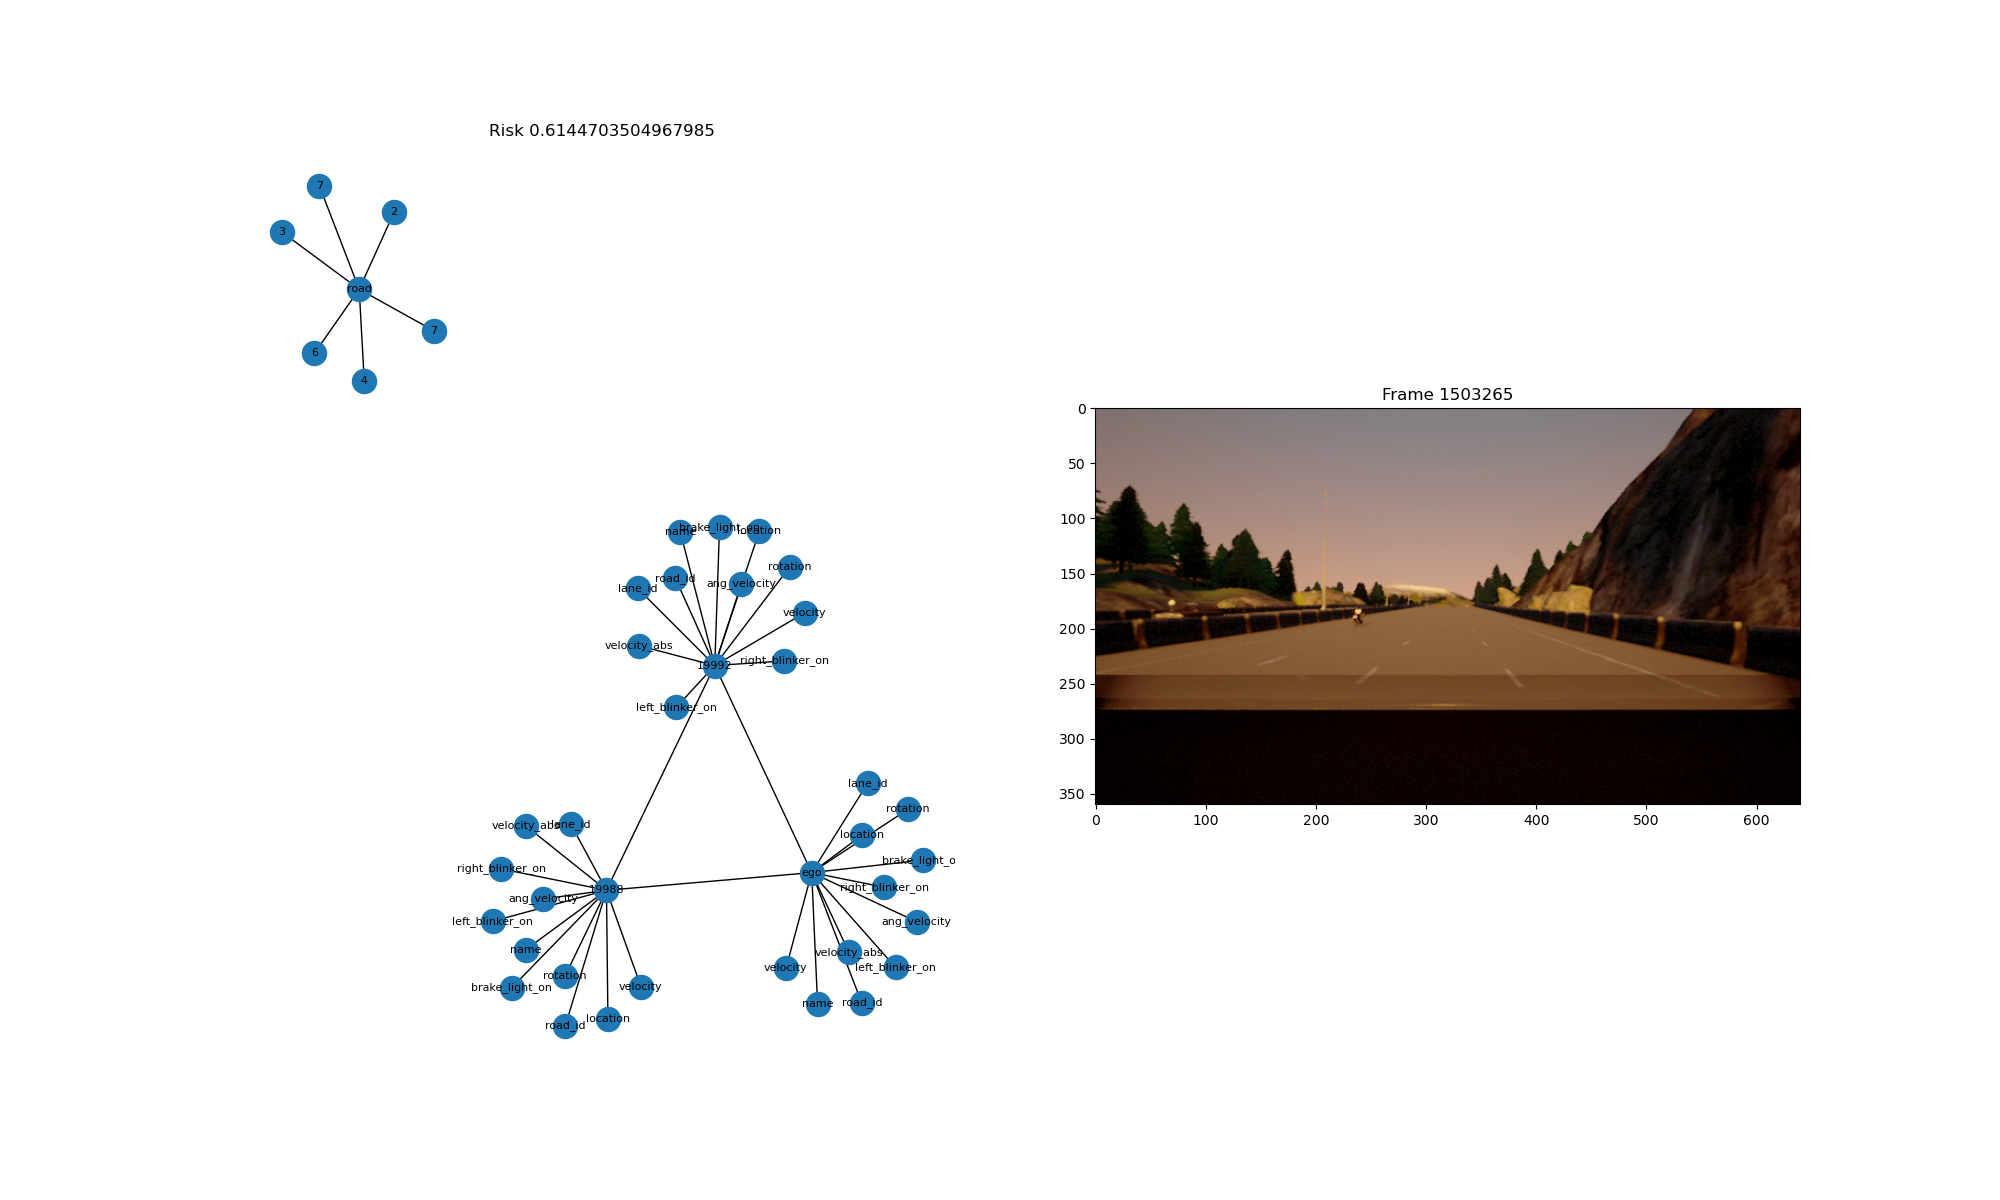 Risk 0.6144703504967985
7
2
3
road
7
6
4
Frame 1503265
0
50
100
150
200
250
300
350
0
100
200
300
400
500
600
name
brake_light_on
location
rotation
road_id
ang_velocity
lane_id
velocity
velocity_abs
right_blinker_on
19992
left_blinker_on
lane_id
rotation
velocity_abs
lane_id
location
brake_light_o
right_blinker_on
ego
right_blinker_on
19988
ang_velocity
left_blinker_on
ang_velocity
name
velocity_abs
left_blinker_on
rotation
velocity
velocity
brake_light_on
name
road_id
location
road_id